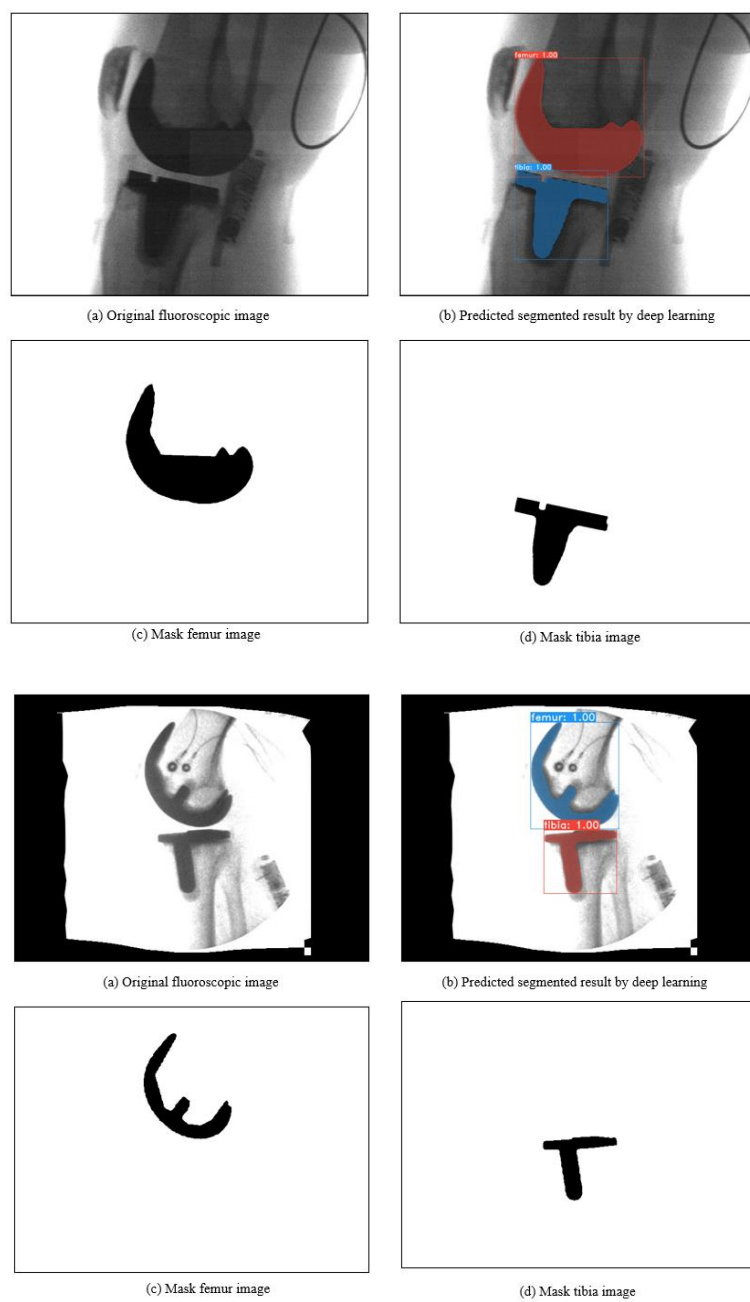 femur: 1.00
tibia: 1.00
(a) Original fluoroscopic image
(b) Predicted segmented result by deep learning
(c) Mask femur image
(d) Mask tibia image
femur: 1.00
tibia: 1.00
(a) Original fluoroscopic image
(b) Predicted segmented result by deep learning
(c) Mask femur image
(d) Mask tibia image